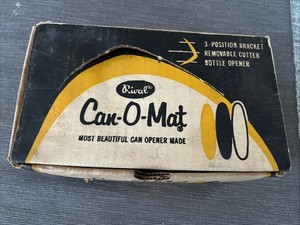 3-POSITION BRACKET
REMOVABLE CUTTER
BOTTLE OPENER
Rival
Can-O-Mat
MOST BEAUTIFUL CAN OPENER MADE